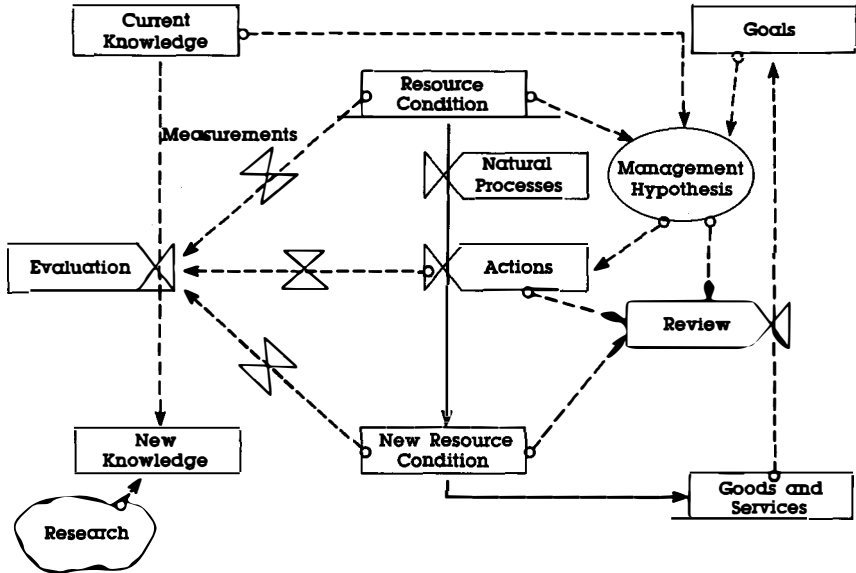 Current
Knowledge
Goals
Resource
Condition
Measurements
Natural
Processes
Management
Hypothesis
Evaluation
Actions
Review
New
Knowledge
New Resource
Condition
Goods and
Services
Research